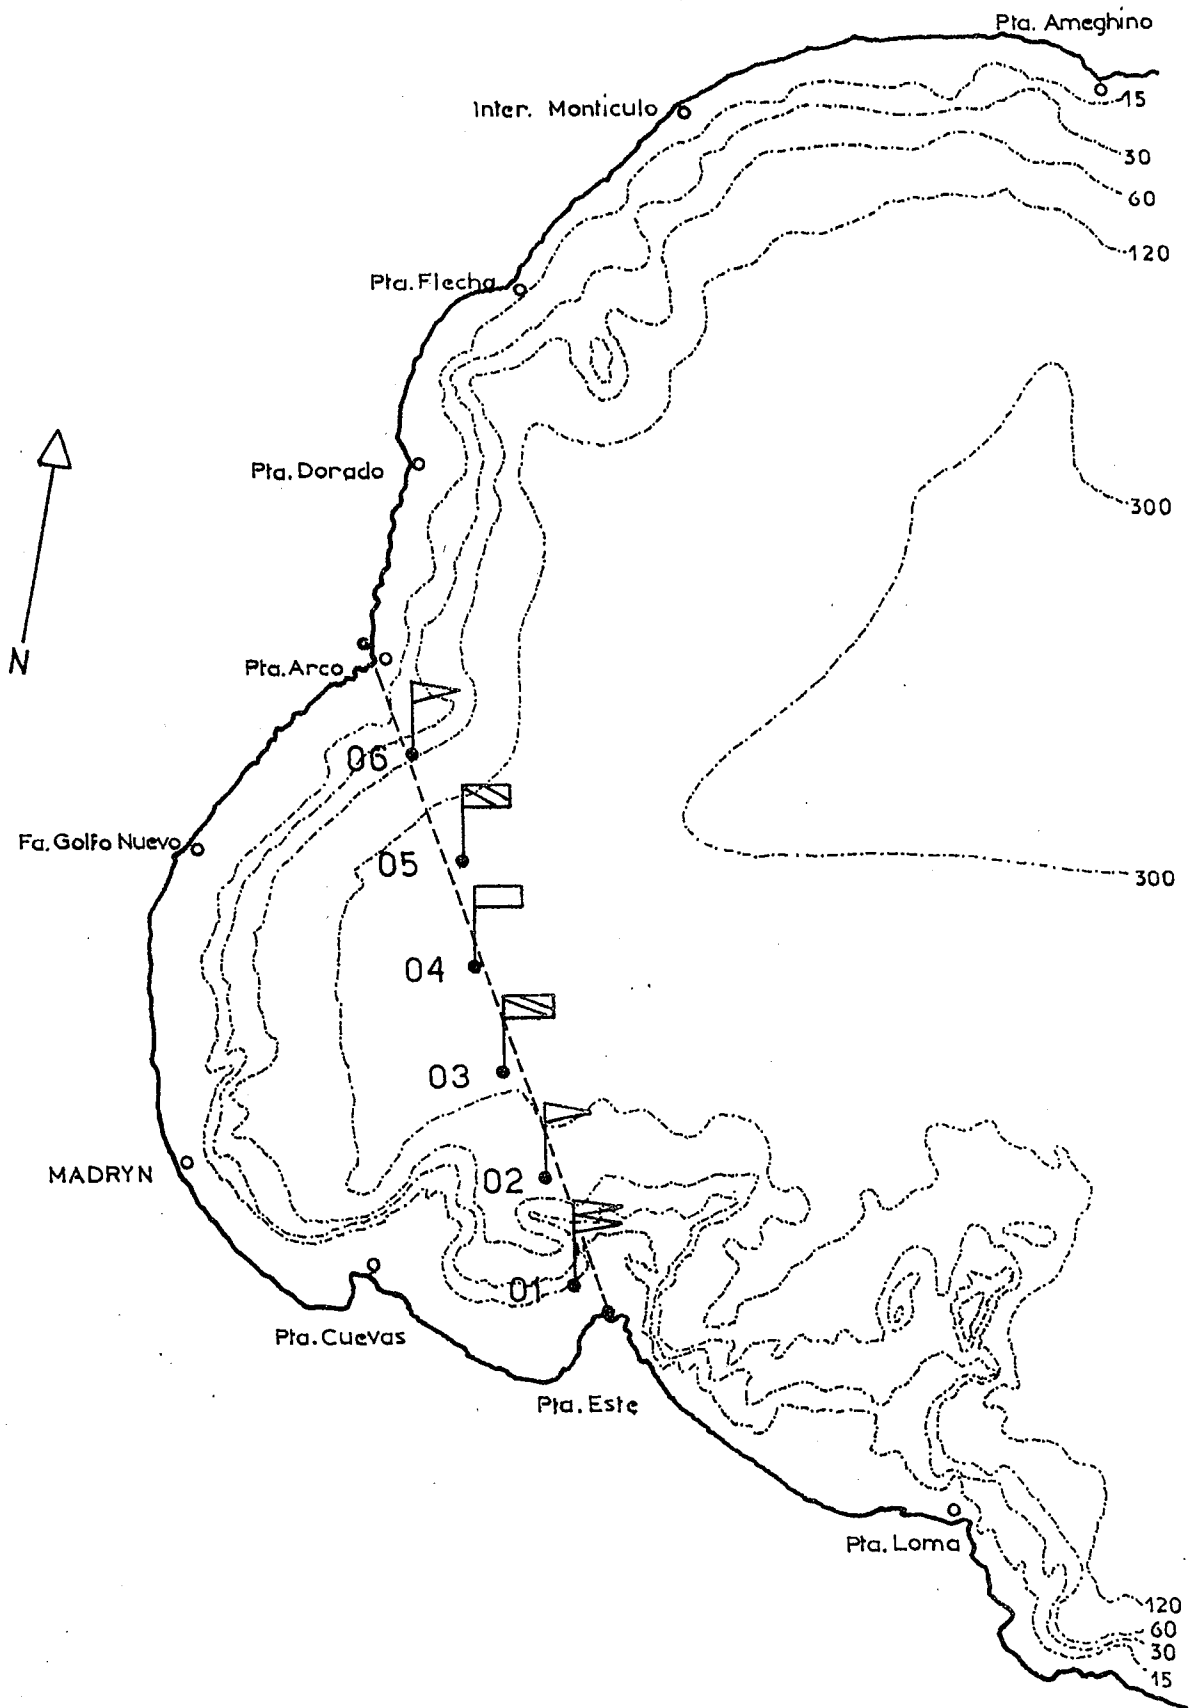 Pta. Ameghino
Inter. Montículo
15
30
60
120
Pta. Flecha
Pta. Dorado
300
N
Pta. Arco
06
Fa. Golfo Nuevo
05
300
04
03
MADRYN
02
01
Pta. Cuevas
Pta. Este
Pta. Loma
120
60
30
15